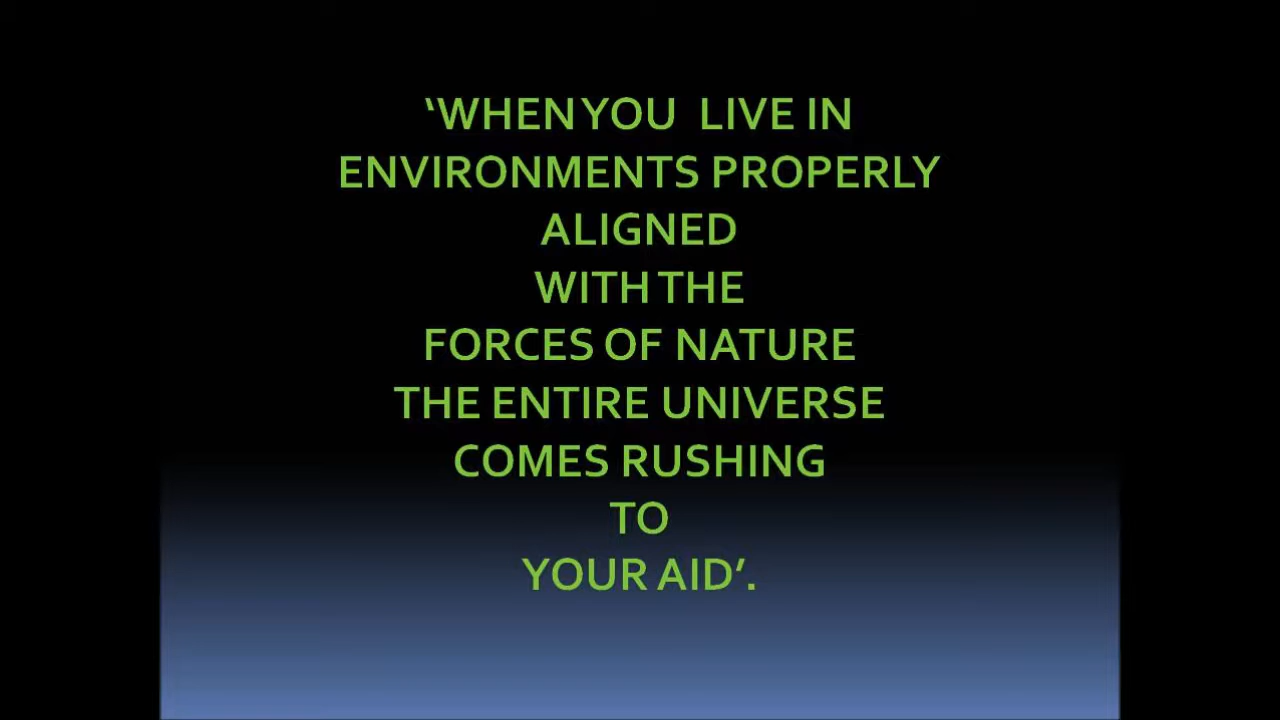 ‘WHEN YOU LIVE IN
ENVIRONMENTS PROPERLY
ALIGNED
WITH THE
FORCES OF NATURE
THE ENTIRE UNIVERSE
COMES RUSHING
TO
YOUR AID’.